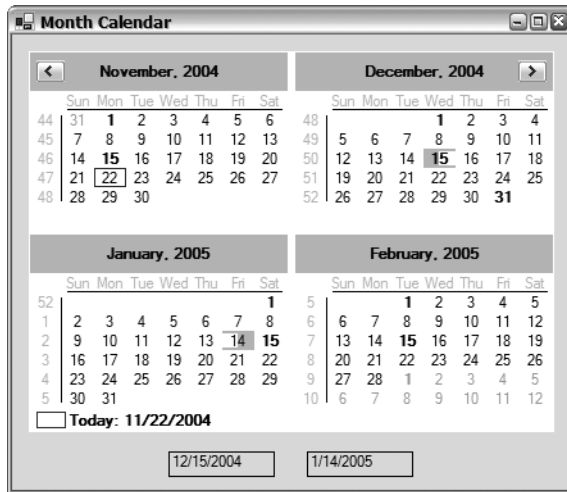 Month Calendar
November, 2004
Sun Mon Tue Wed Thu Fri Sat
44 31 1 2 3 4 5 6
45 7 8 9 10 11 12 13
46 14 15 16 17 18 19 20
47 21 22 23 24 25 26 27
48 28 29 30
December, 2004
Sun Mon Tue Wed Thu Fri Sat
48 1 2 3 4
49 5 6 7 8 9 10 11
50 12 13 14 15 16 17 18
51 19 20 21 22 23 24 25
52 26 27 28 29 30 31
January, 2005
Sun Mon Tue Wed Thu Fri Sat
52 1
1 2 3 4 5 6 7 8
2 9 10 11 12 13 14 15
3 16 17 18 19 20 21 22
4 23 24 25 26 27 28 29
5 30 31
February, 2005
Sun Mon Tue Wed Thu Fri Sat
5 1 2 3 4 5
6 6 7 8 9 10 11 12
7 13 14 15 16 17 18 19
8 20 21 22 23 24 25 26
9 27 28 1 2 3 4 5
10 6 7 8 9 10 11 12
Today: 11/22/2004
12/15/2004
1/14/2005